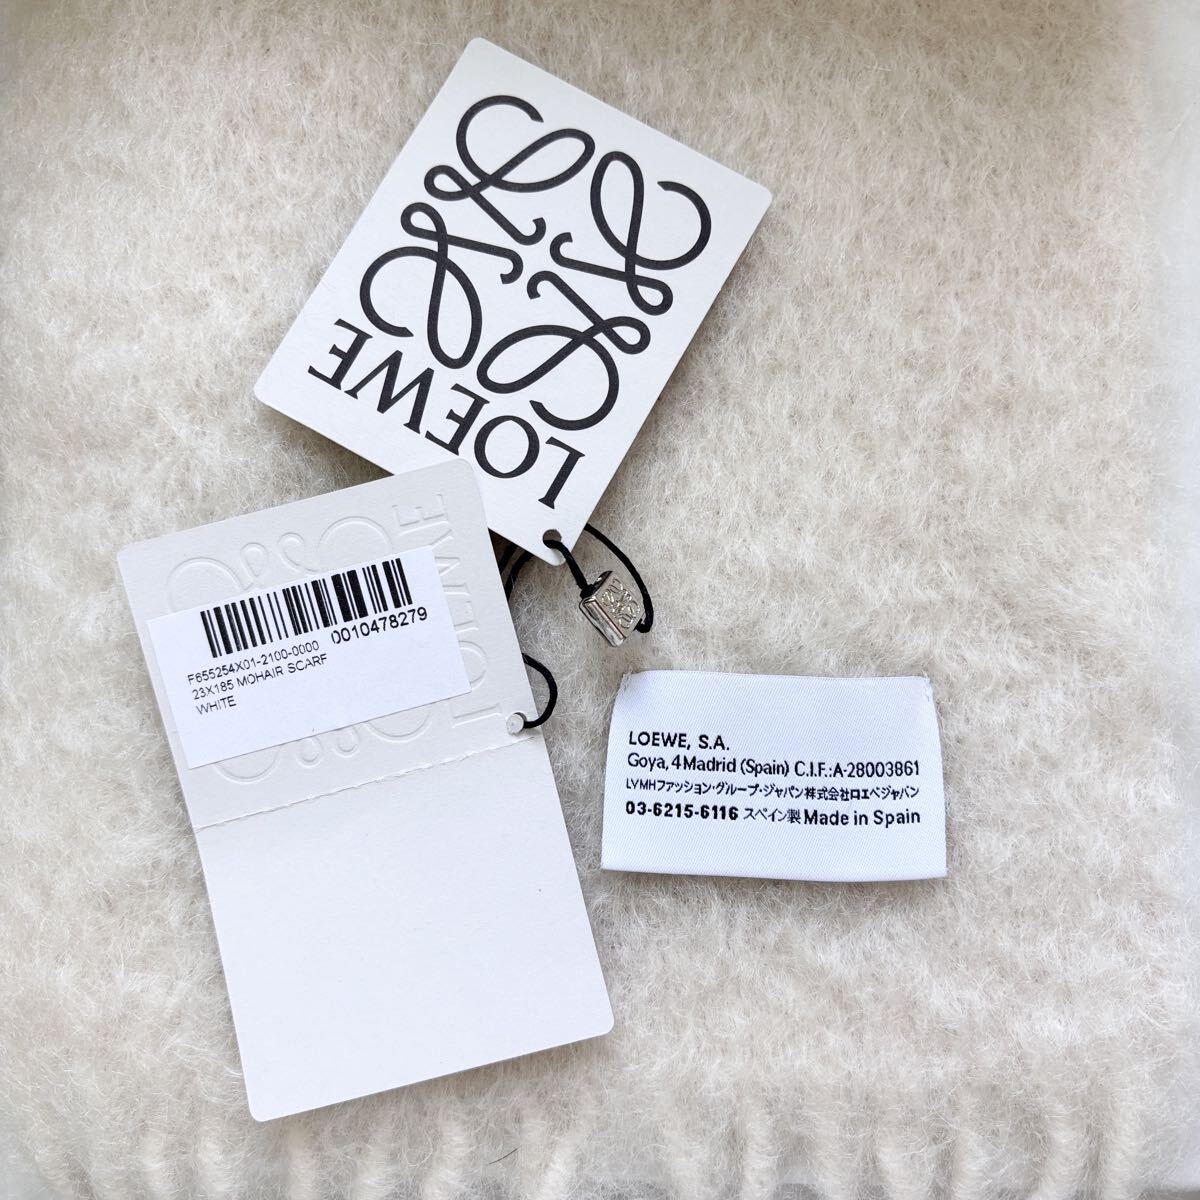 LOEWE
LOEWE
0010478279
F655254X01-2100-0000
23X185 MOHAIR SCARF
WHITE
LOEWE, S.A.
Goya, 4 Madrid (Spain) C.I.F.:A-28003861
LVMHファッション・グループ・ジャパン株式会社ロエベジャパン
03-6215-6116 スペイン製 Made in Spain